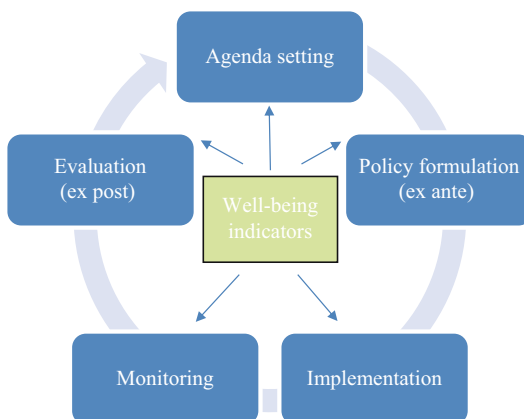 Agenda setting
Evaluation
(ex post)
Policy formulation
(ex ante)
Well-being
indicators
Monitoring
Implementation